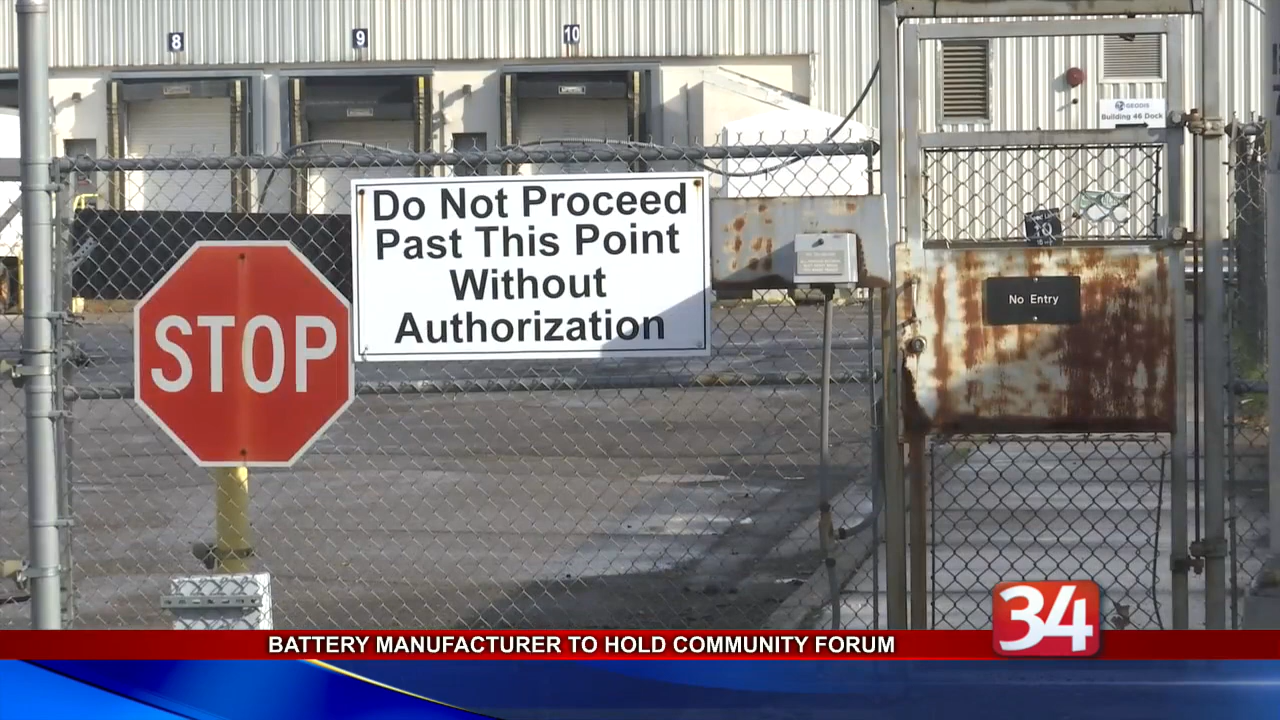 8
9
10
GEODIS
Building 46 Dock
Do Not Proceed
Past This Point
Without
Authorization
STOP
No Entry
34
BATTERY MANUFACTURER TO HOLD COMMUNITY FORUM